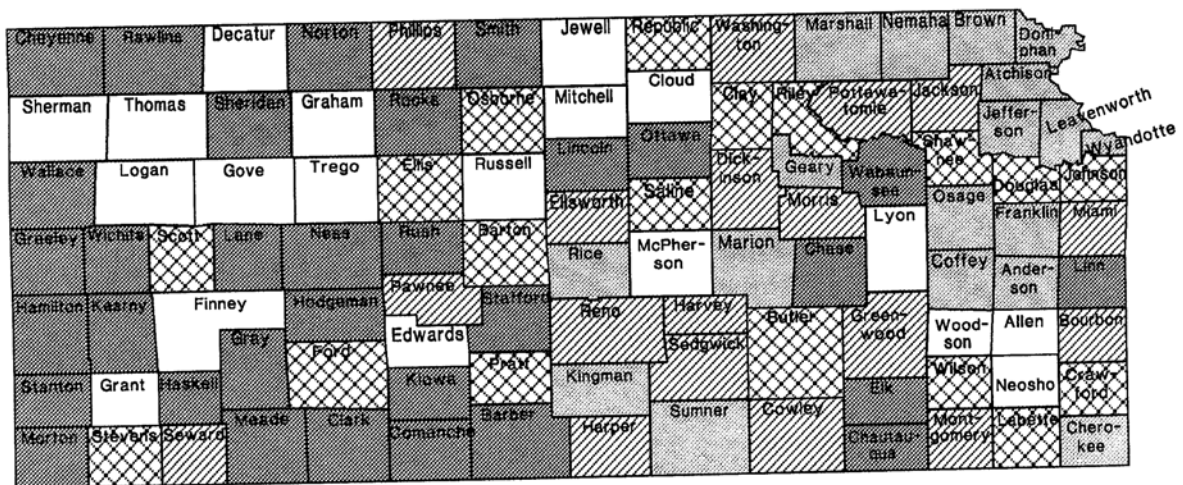 Cheyenne
Rawlins
Decatur
Norton
Phillips
Smith
Jewell
Republic
Washing-
ton
Marshall
Nemaha
Brown
Doni-
phan
Sherman
Thomas
Sheridan
Graham
Rooks
Osborne
Mitchell
Cloud
Clay
Riley
Pottawa-
tomie
Jackson
Atchison
Jeffer-
son
Leavenworth
Wyandotte
Wallace
Logan
Gove
Trego
Ellis
Russell
Lincoln
Ottawa
Saline
Dick-
inson
Geary
Wabaun-
see
Shaw-
nee
Douglas
Johnson
Ellsworth
Morris
Lyon
Osage
Franklin
Miami
Greeley
Wichita
Scott
Lane
Ness
Rush
Barton
Rice
McPher-
son
Marion
Chase
Coffey
Ander-
son
Linn
Hamilton
Kearny
Finney
Hodgeman
Pawnee
Stafford
Reno
Harvey
Butler
Green-
wood
Wood-
son
Allen
Bourbon
Gray
Ford
Edwards
Sedgwick
Stanton
Grant
Haskell
Kiowa
Pratt
Kingman
Elk
Wilson
Neosho
Craw-
ford
Morton
Stevens
Seward
Meade
Clark
Comanche
Barber
Harper
Sumner
Cowley
Chautau-
qua
Mont-
gomery
Labette
Chero-
kee